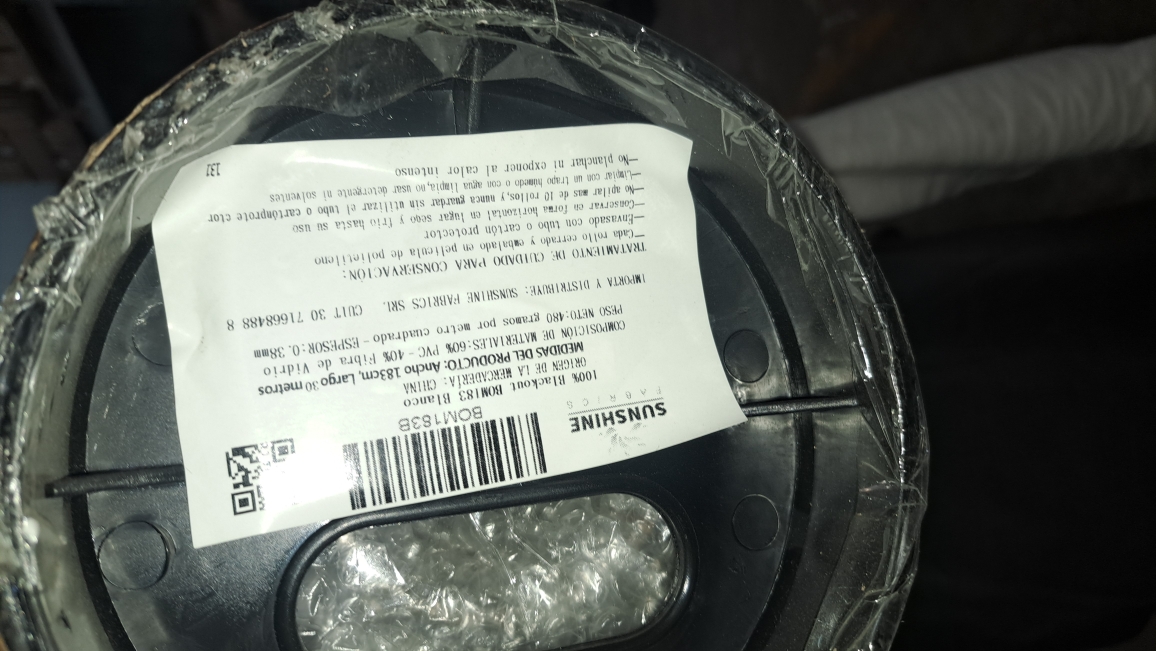 SUNSHINE
FABRICS
BOM183B
100% Blackout BOM183 Blanco
ORIGEN DE LA MERCADERÍA: CHINA
MEDIDAS DEL PRODUCTO: Ancho 183cm, Largo 30 metros
COMPOSICIÓN DE MATERIALES:60% PVC - 40% Fibra de Vidrio
PESO NETO:480 gramos por metro cuadrado - ESPESOR:0.38mm
IMPORTA Y DISTRIBUYE: SUNSHINE FABRICS SRL. CUIT 30 71668488 8
TRATAMIENTO DE CUIDADO PARA CONSERVACIÓN:
—Cada rollo cerrado y embalado en película de polietileno
—Envasado con tubo o cartón protector
—Conservar en forma horizontal en lugar seqo y frío hasta su uso
—No apilar mas de 10 rollos, y nunca guardar sin utilizar el tubo o cartónprote ctor
—Limpiar con un trapo húmedo o con agua limpia,no usar detergente ni solventes
—No planchar ni exponer al calor intenso
131